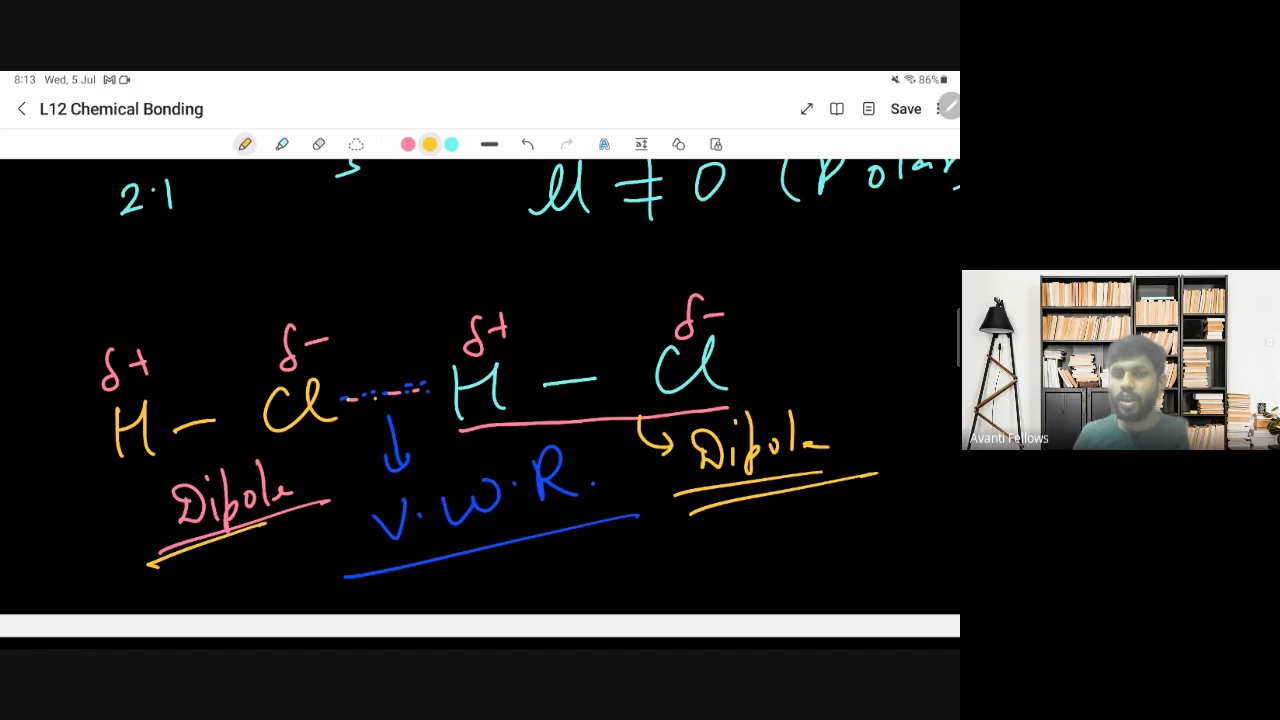 8:13 Wed, 5 Jul
86%
L12 Chemical Bonding
Save
2.1
μ ≠ 0 (Polar)
δ+ δ- δ+ δ-
H - Cl H - Cl
Dipole
Dipole
V.W.R.
Avanti Fellows